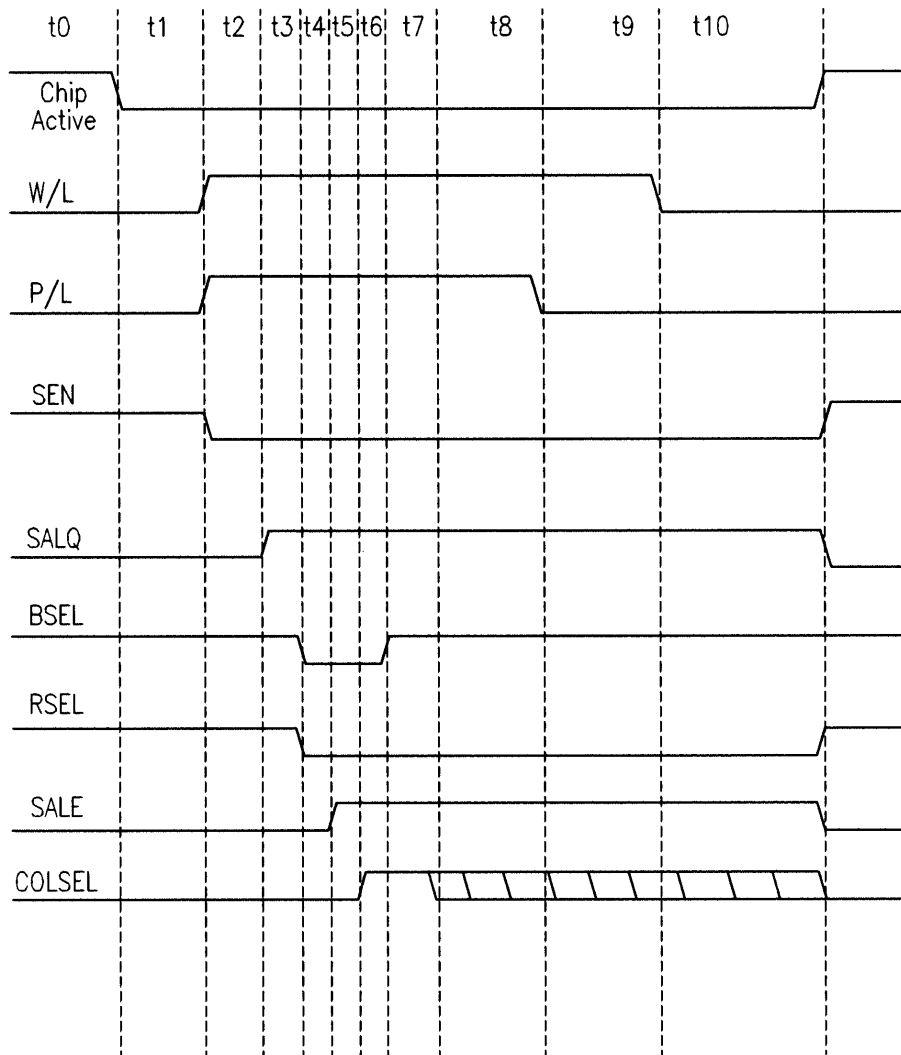 t0 t1 t2 t3 t4 t5 t6 t7 t8 t9 t10
Chip
Active
W/L
P/L
SEN
SALQ
BSEL
RSEL
SALE
COLSEL